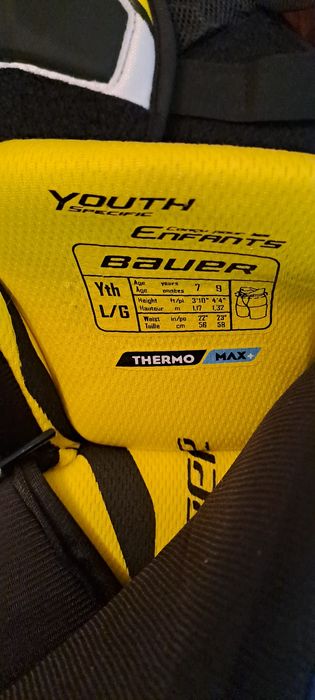 YOUTH
SPECIFIC
ENFANTS
BAUER
Yth
L/G
Age years 7 9
Age années
Height ft/pi 3'10" 4'4"
Hauteur m 1,17 1,32
Waist in/po 22" 23"
Taille cm 56 58
THERMO MAX+